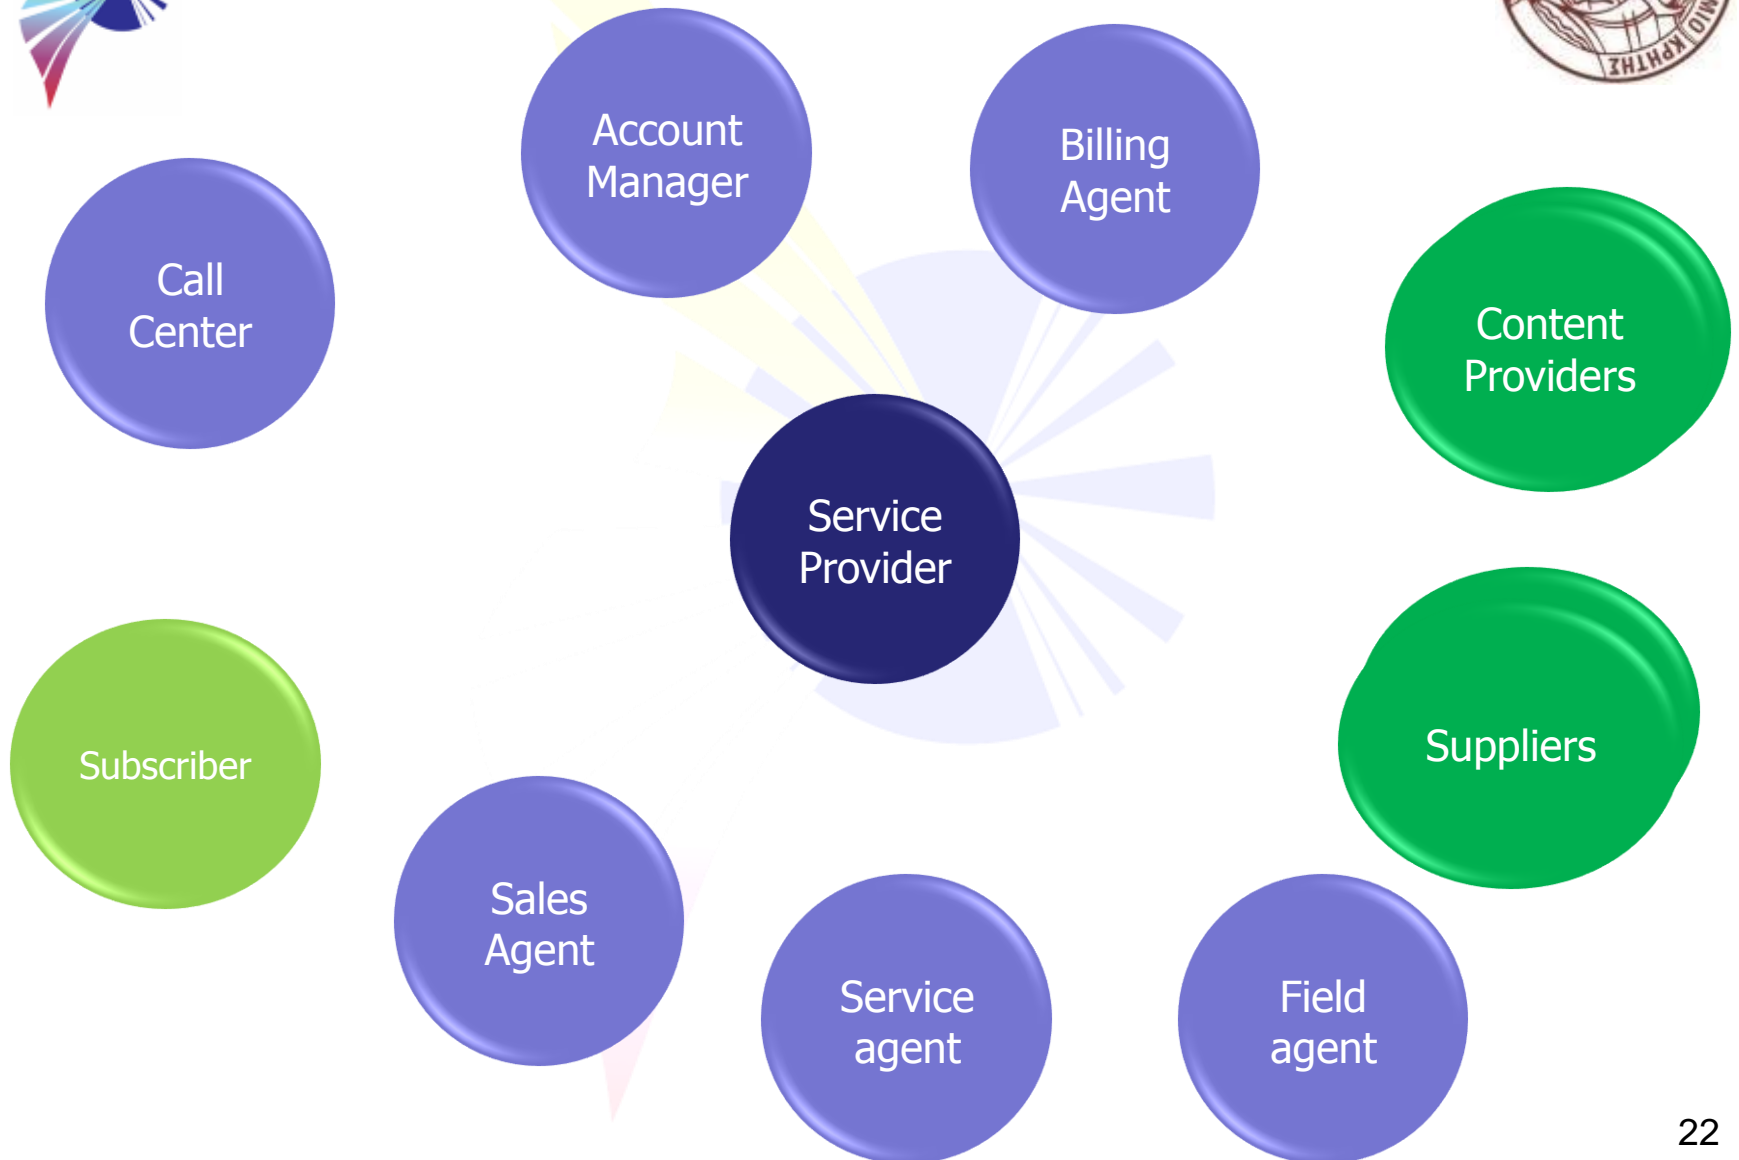 Account
Manager
Billing
Agent
Call
Center
Content
Providers
Service
Provider
Subscriber
Suppliers
Sales
Agent
Service
agent
Field
agent
ΚΡΗΤΗΣ
22